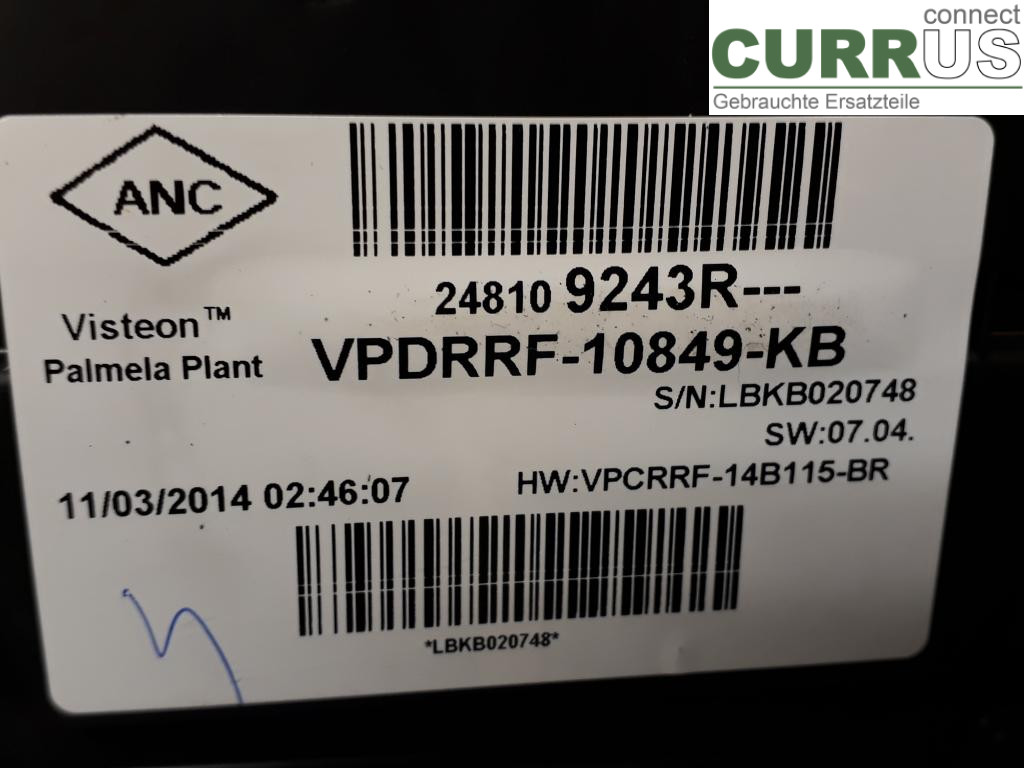 connect
CURRUS
Gebrauchte Ersatzteile
ANC
24810 9243R---
Visteon™
VPDRRF-10849-KB
Palmela Plant
S/N:LBKB020748
SW:07.04.
HW:VPCRRF-14B115-BR
11/03/2014 02:46:07
*LBKB020748*